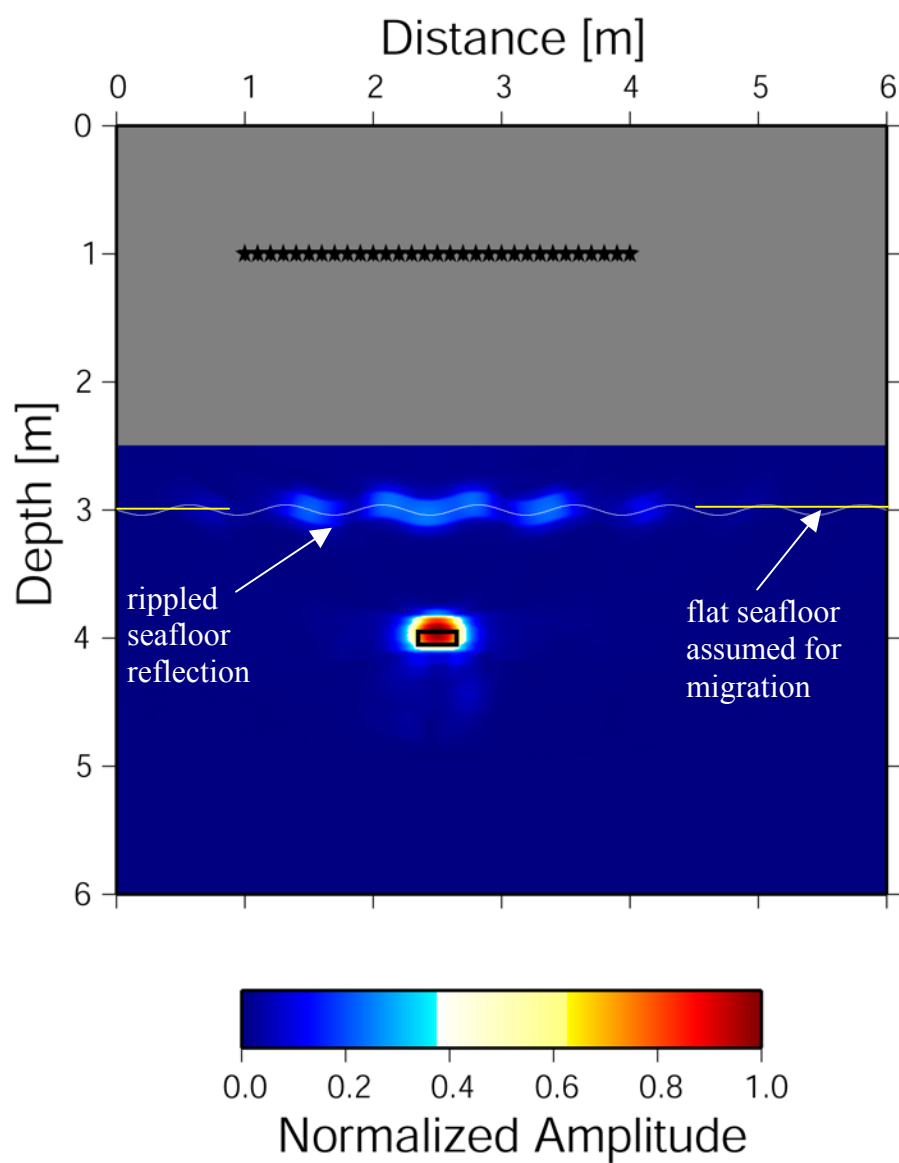 Distance [m]
0 1 2 3 4 5 6
Depth [m]
0
1
2
3
4
5
6
rippled
seafloor
reflection
flat seafloor
assumed for
migration
0.0 0.2 0.4 0.6 0.8 1.0
Normalized Amplitude